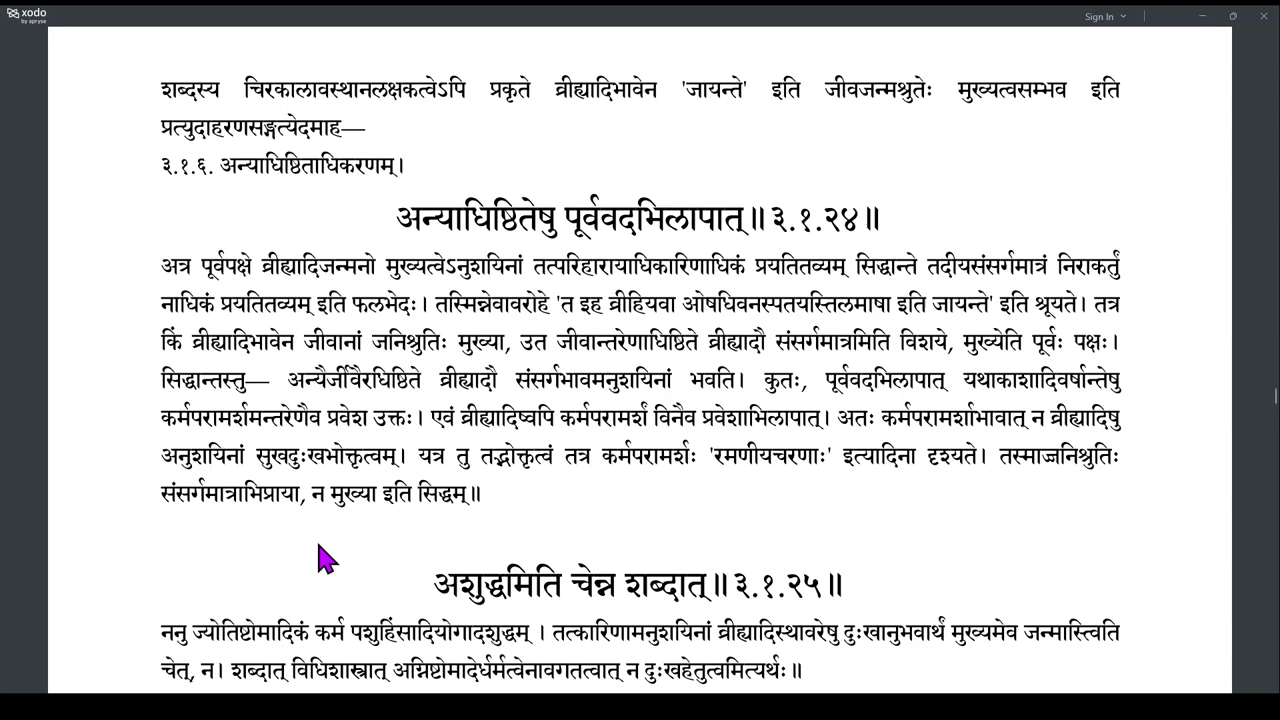 xodo
by apryse
Sign In
शब्दस्य चिरकालावस्थानलक्षकत्वेऽपि प्रकृते व्रीह्यादिभावेन 'जायन्ते' इति जीवजन्मश्रुतेः मुख्यत्वसम्भव इति
प्रत्युदाहरणसङ्गत्येदमाह—
३.१.६. अन्याधिष्ठिताधिकरणम्।
अन्याधिष्ठितेषु पूर्ववदभिलापात्॥३.१.२४॥
अत्र पूर्वपक्षे व्रीह्यादिजन्मनो मुख्यत्वेऽनुशयिनां तत्परिहारायाधिकारिणाधिकं प्रयतितव्यम् सिद्धान्ते तदीयसंसर्गमात्रं निराकर्तुं
नाधिकं प्रयतितव्यम् इति फलभेदः। तस्मिन्नेवावरोहे 'त इह व्रीहियवा ओषधिवनस्पतयस्तिलमाषा इति जायन्ते' इति श्रूयते। तत्र
किं व्रीह्यादिभावेन जीवानां जनिश्रुतिः मुख्या, उत जीवान्तरेणाधिष्ठिते व्रीह्यादौ संसर्गमात्रमिति विशये, मुख्येति पूर्वः पक्षः।
सिद्धान्तस्तु— अन्यैर्जीवैरधिष्ठिते व्रीह्यादौ संसर्गभावमनुशयिनां भवति। कुतः, पूर्ववदभिलापात् यथाकाशादिवर्षान्तेषु
कर्मपरामर्शमन्तरेणैव प्रवेश उक्तः। एवं व्रीह्यादिष्वपि कर्मपरामर्शं विनैव प्रवेशाभिलापात्। अतः कर्मपरामर्शाभावात् न व्रीह्यादिषु
अनुशयिनां सुखदुःखभोक्तृत्वम्। यत्र तु तद्भोक्तृत्वं तत्र कर्मपरामर्शः 'रमणीयचरणाः' इत्यादिना दृश्यते। तस्माज्जनिश्रुतिः
संसर्गमात्राभिप्राया, न मुख्या इति सिद्धम्॥
अशुद्धमिति चेन्न शब्दात्॥३.१.२५॥
ननु ज्योतिष्टोमादिकं कर्म पशुहिंसादियोगादशुद्धम् । तत्कारिणामनुशयिनां व्रीह्यादिस्थावरेषु दुःखानुभवार्थं मुख्यमेव जन्मास्त्विति
चेत्, न। शब्दात् विधिशास्त्रात् अग्निष्टोमादेर्धर्मत्वेनावगतत्वात् न दुःखहेतुत्वमित्यर्थः॥